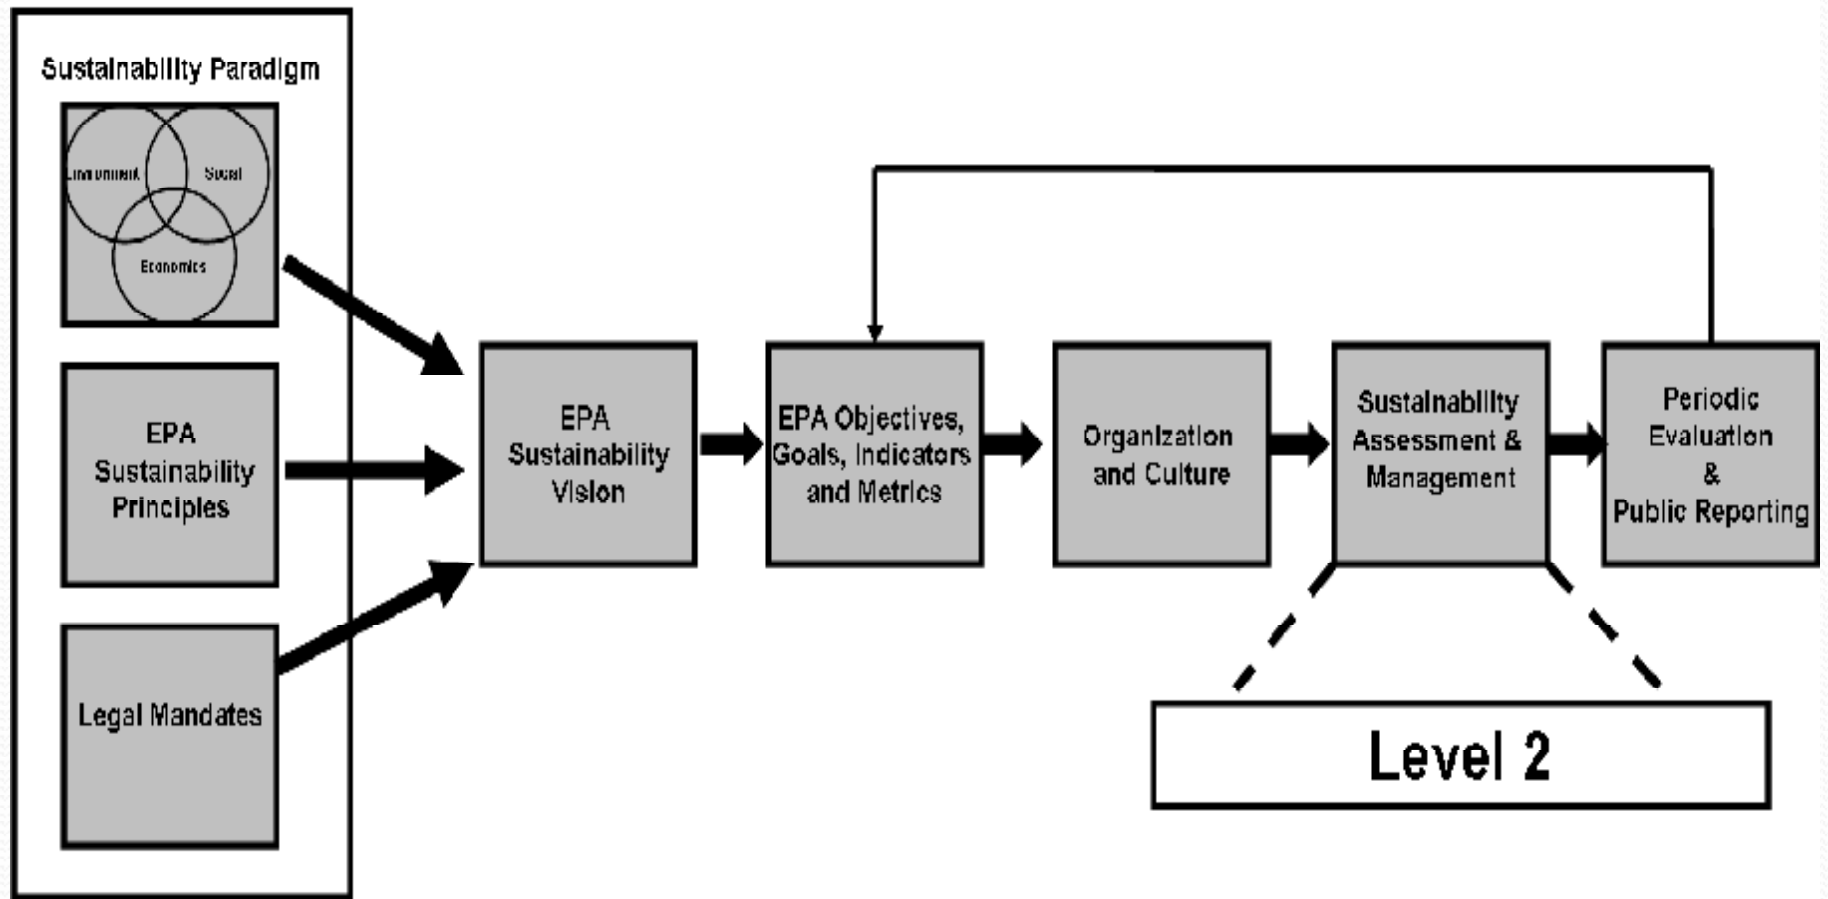 Sustainability Paradigm
Environment
Social
Economics
EPA
Sustainability
Principles
Legal Mandates
EPA
Sustainability
Vision
EPA Objectives,
Goals, Indicators
and Metrics
Organization
and Culture
Sustainability
Assessment &
Management
Periodic
Evaluation
&
Public Reporting
Level 2